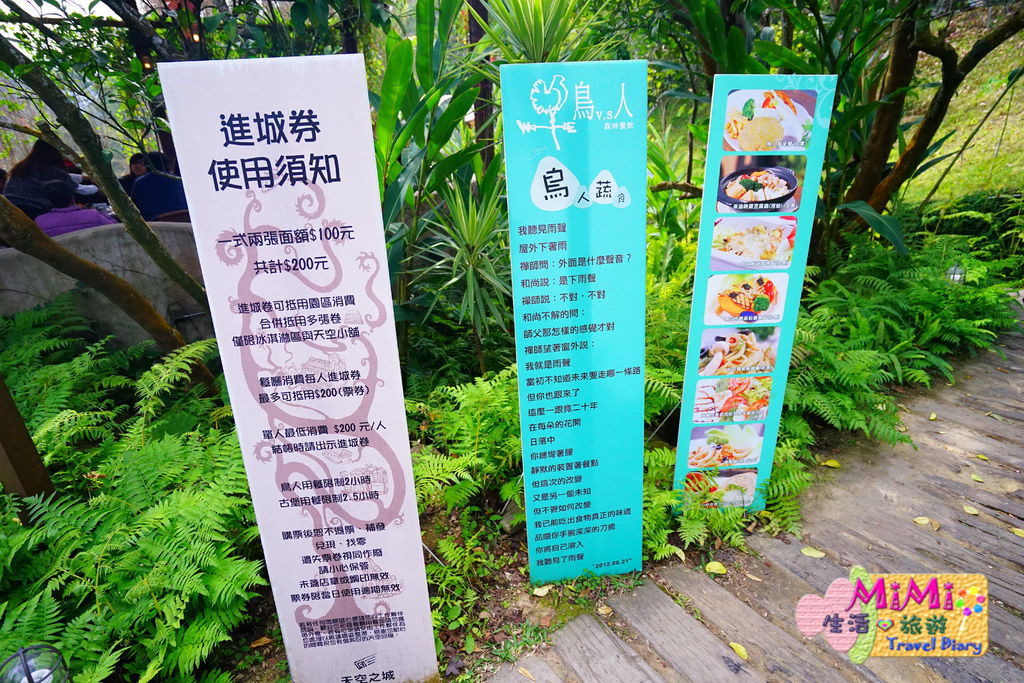 進城券
使用須知
一式兩張面額$100元
共計$200元
進城卷可抵用園區消費
合併抵用多張卷
僅限冰淇淋區與天空小舖
餐廳消費每人進城券
最多可抵用$200(票券)
單人最低消費 $200 元/人
結帳時請出示進城卷
鳥人用餐限制2小時
古堡用餐限制2.5小時
購票後恕不退票、補發
兌現、找零
遺失票卷視同作廢
請小心保管
未蓋店章或鋼印無效
票券限當日使用逾期無效
天空之城
鳥v.s人
森林餐飲
鳥人蔬食
我聽見雨聲
屋外下著雨
禪師問：外面是什麼聲音？
和尚說：是下雨聲
禪師說：不對，不對
和尚不解的問：
師父那怎樣的感覺才對
禪師望著窗外說：
我就是雨聲
當初不知道未來要走哪一條路
但你也跟來了
這麼一跟竟二十年
在每朵的花開
日落中
你總彎著腰
靜默的裝置著餐點
但這次的改變
又是另一個未知
但不管如何改變
我已能吃出食物真正的味道
品嚐你手腕深深的刀痕
你將自己溶入
我聽見了雨聲
"2012.08.21"
MiMi
生活 旅遊
Travel Diary